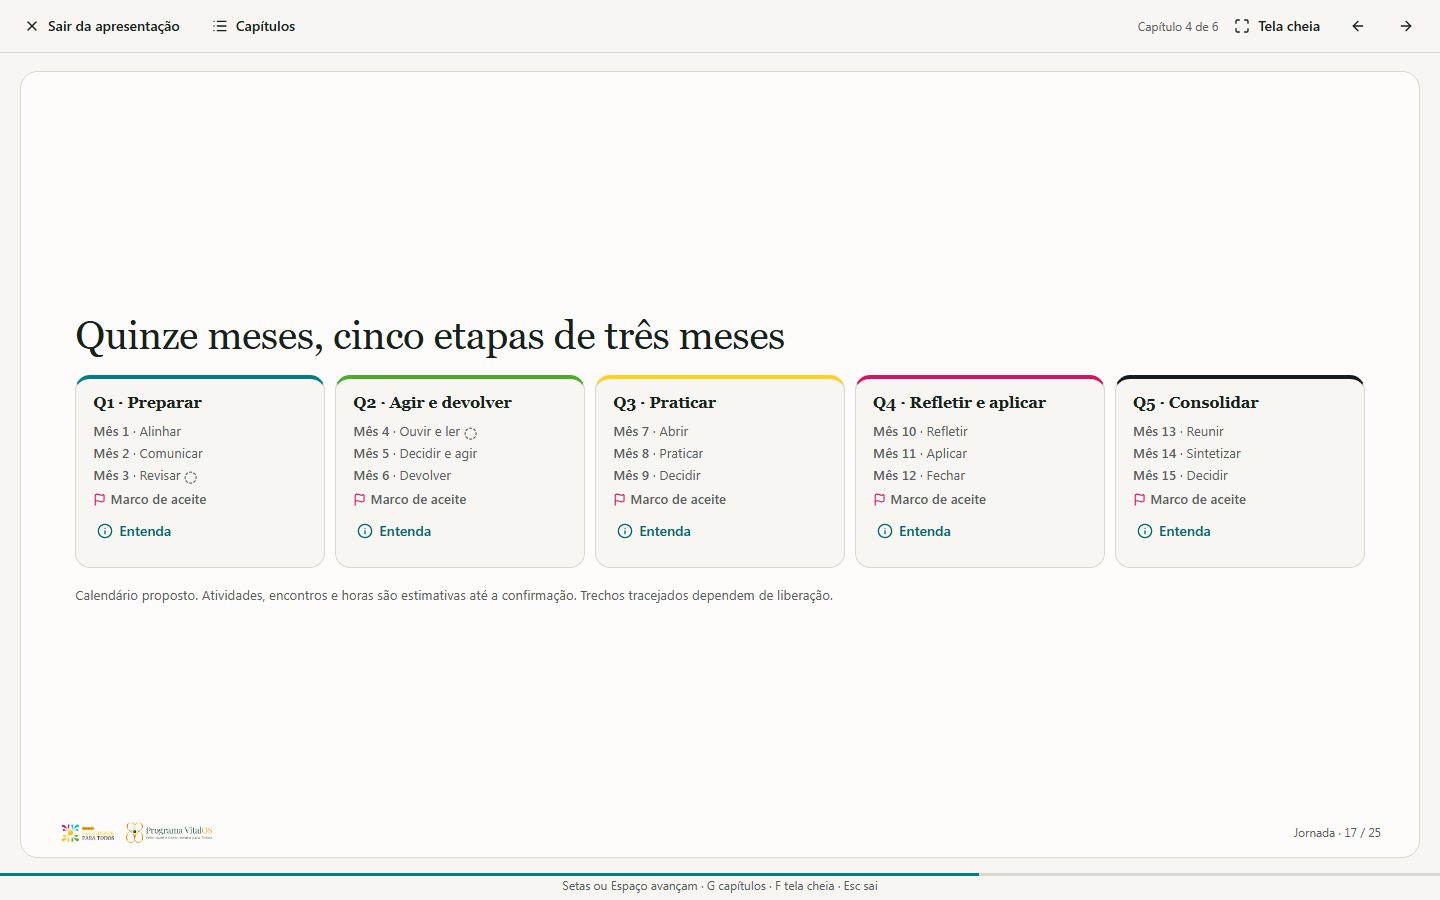 Sair da apresentação
Capítulos
Capítulo 4 de 6
Tela cheia
Quinze meses, cinco etapas de três meses
Q1 · Preparar
Mês 1 · Alinhar
Mês 2 · Comunicar
Mês 3 · Revisar
Marco de aceite
Entenda
Q2 · Agir e devolver
Mês 4 · Ouvir e ler
Mês 5 · Decidir e agir
Mês 6 · Devolver
Marco de aceite
Entenda
Q3 · Praticar
Mês 7 · Abrir
Mês 8 · Praticar
Mês 9 · Decidir
Marco de aceite
Entenda
Q4 · Refletir e aplicar
Mês 10 · Refletir
Mês 11 · Aplicar
Mês 12 · Fechar
Marco de aceite
Entenda
Q5 · Consolidar
Mês 13 · Reunir
Mês 14 · Sintetizar
Mês 15 · Decidir
Marco de aceite
Entenda
Calendário proposto. Atividades, encontros e horas são estimativas até a confirmação. Trechos tracejados dependem de liberação.
PARA TODOS
Programa VitalOS
Jornada · 17 / 25
Setas ou Espaço avançam · G capítulos · F tela cheia · Esc sai